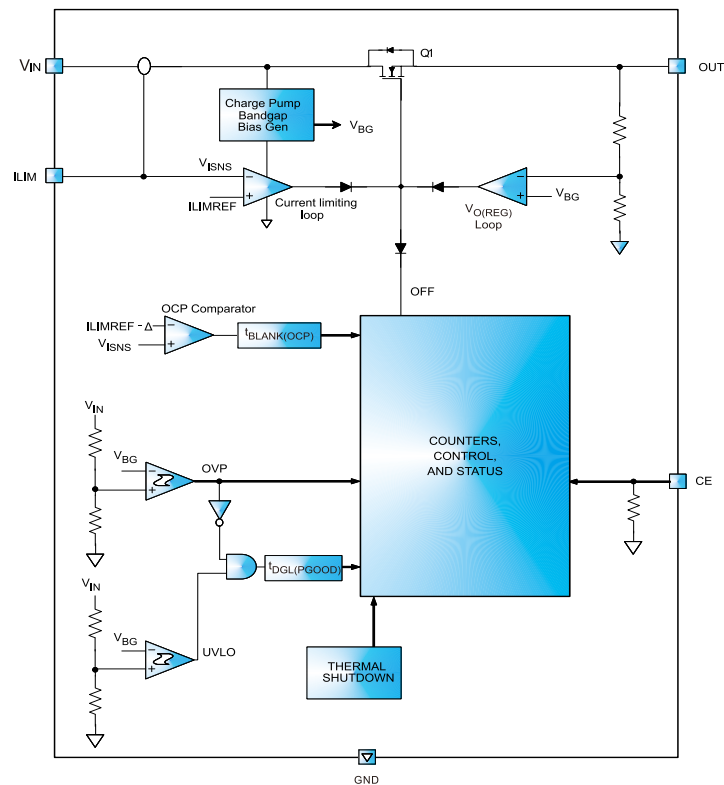 Q1
VIN
OUT
Charge Pump
Bandgap
Bias Gen
VBG
ILIM
VISNS
ILIMREF
Current limiting
loop
VBG
VO(REG)
Loop
OFF
OCP Comparator
ILIMREF - Δ
VISNS
tBLANK(OCP)
COUNTERS,
CONTROL,
AND STATUS
VIN
VBG
OVP
CE
tDGL(PGOOD)
VIN
VBG
UVLO
THERMAL
SHUTDOWN
GND